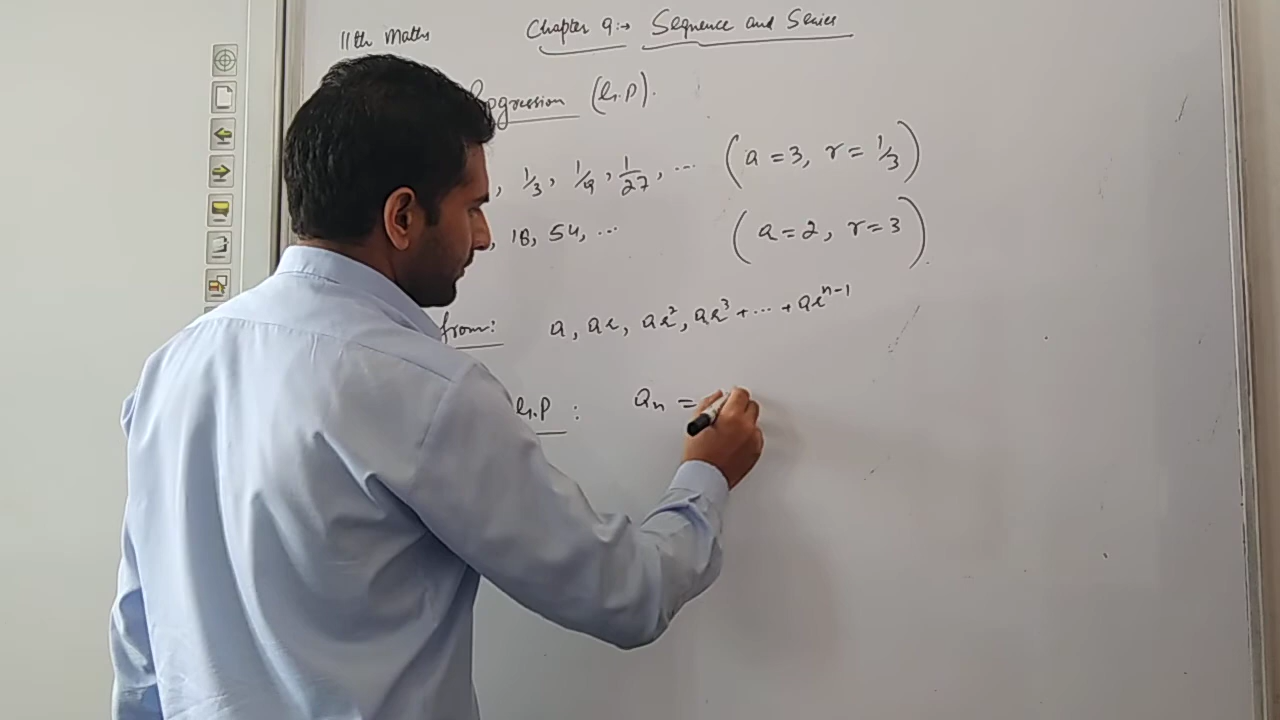 11th Maths
Chapter 9:→ Sequence and Series
Progression (G.P).
, 1/3, 1/9, 1/27, ... (a = 3, r = 1/3)
, 18, 54, ... (a = 2, r = 3)
from: a, ar, ar², ar³ + ... + arⁿ⁻¹
G.P : aₙ =